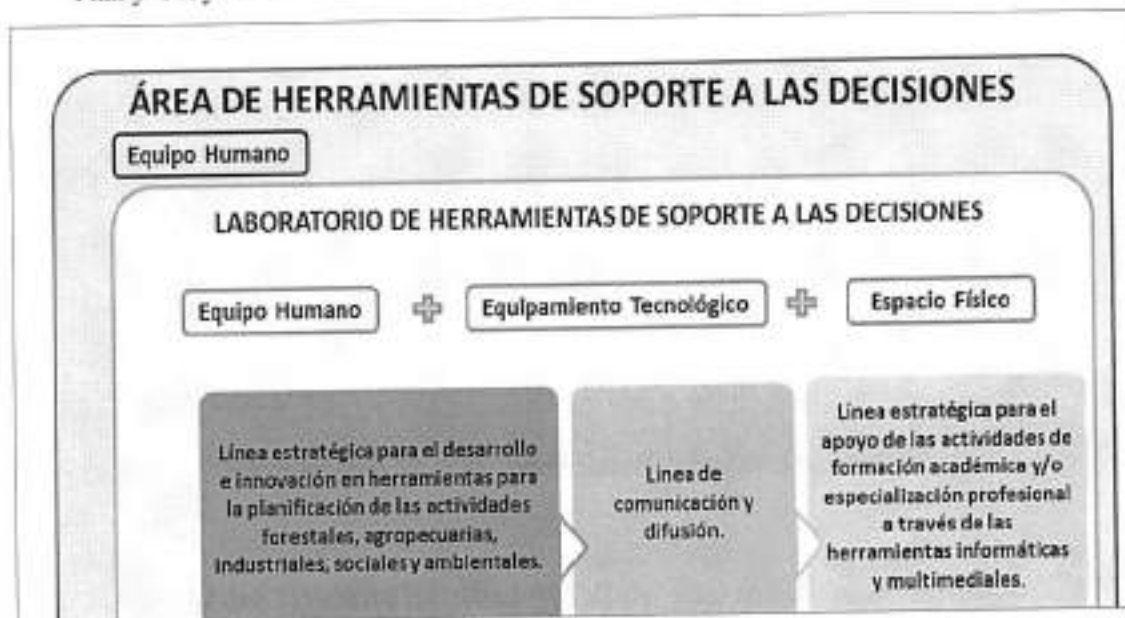 ÁREA DE HERRAMIENTAS DE SOPORTE A LAS DECISIONES
Equipo Humano
LABORATORIO DE HERRAMIENTAS DE SOPORTE A LAS DECISIONES
Equipo Humano
Equipamiento Tecnológico
Espacio Físico
Línea estratégica para el desarrollo
e innovación en herramientas para
la planificación de las actividades
forestales, agropecuarias,
industriales, sociales y ambientales.
Línea de
comunicación y
difusión.
Línea estratégica para el
apoyo de las actividades de
formación académica y/o
especialización profesional
a través de las
herramientas informáticas
y multimediales.